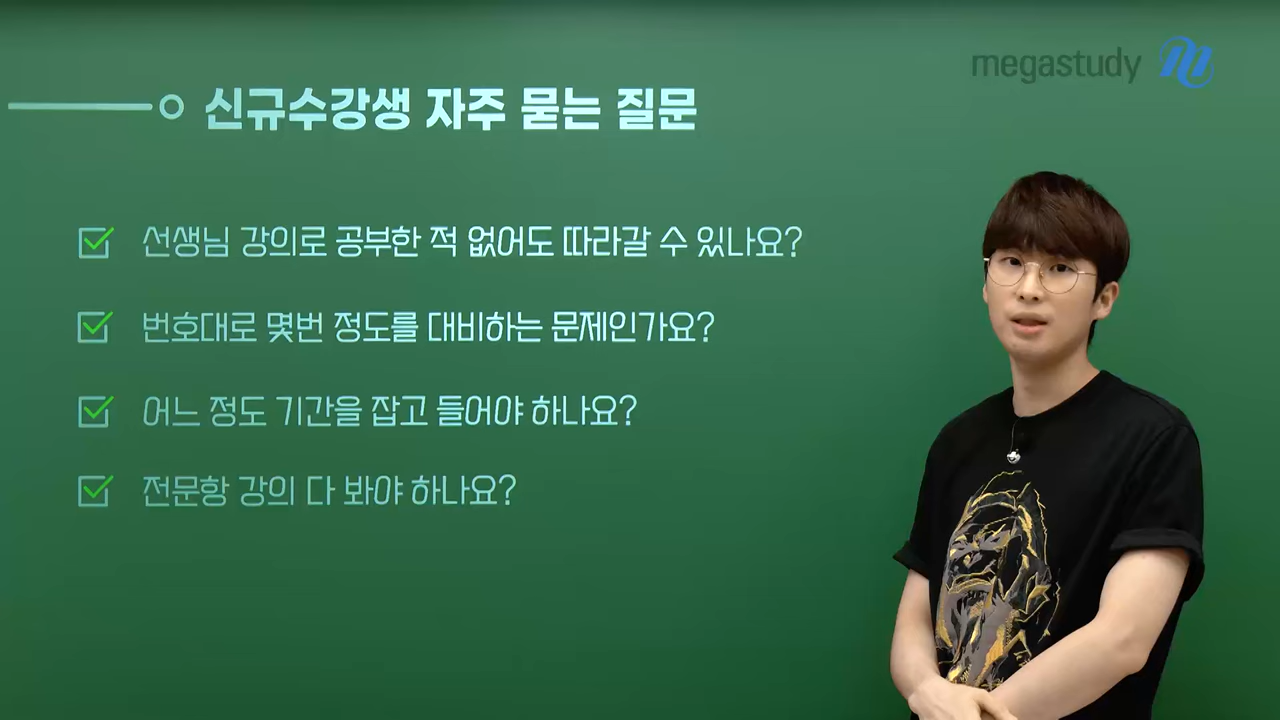 megastudy
신규수강생 자주 묻는 질문
선생님 강의로 공부한 적 없어도 따라갈 수 있나요?
번호대로 몇번 정도를 대비하는 문제인가요?
어느 정도 기간을 잡고 들어야 하나요?
전문항 강의 다 봐야 하나요?